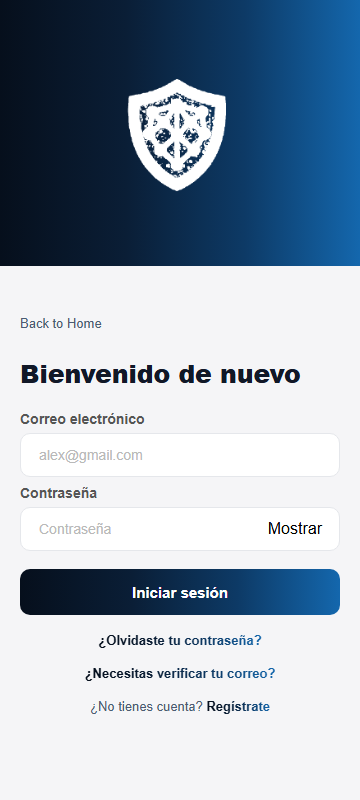 Back to Home
Bienvenido de nuevo
Correo electrónico
alex@gmail.com
Contraseña
Contraseña Mostrar
Iniciar sesión
¿Olvidaste tu contraseña?
¿Necesitas verificar tu correo?
¿No tienes cuenta? Regístrate